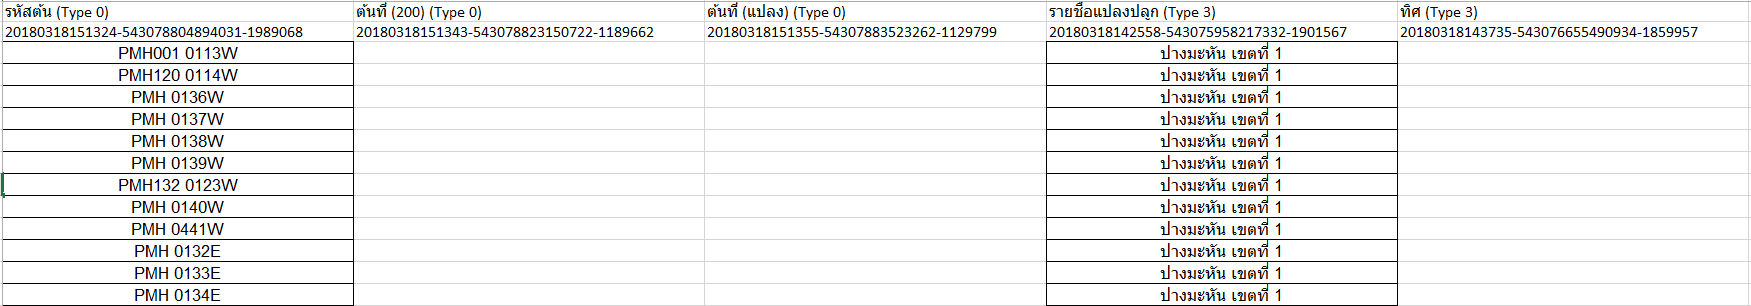 รหัสต้น (Type 0) ต้นที่ (200) (Type 0) ต้นที่ (แปลง) (Type 0) รายชื่อแปลงปลูก (Type 3) ทิศ (Type 3)
20180318151324-543078804894031-1989068 20180318151343-543078823150722-1189662 20180318151355-54307883523262-1129799 20180318142558-543075958217332-1901567 20180318143735-543076655490934-1859957
PMH001 0113W ปางมะหัน เขตที่ 1
PMH120 0114W ปางมะหัน เขตที่ 1
PMH 0136W ปางมะหัน เขตที่ 1
PMH 0137W ปางมะหัน เขตที่ 1
PMH 0138W ปางมะหัน เขตที่ 1
PMH 0139W ปางมะหัน เขตที่ 1
PMH132 0123W ปางมะหัน เขตที่ 1
PMH 0140W ปางมะหัน เขตที่ 1
PMH 0441W ปางมะหัน เขตที่ 1
PMH 0132E ปางมะหัน เขตที่ 1
PMH 0133E ปางมะหัน เขตที่ 1
PMH 0134E ปางมะหัน เขตที่ 1